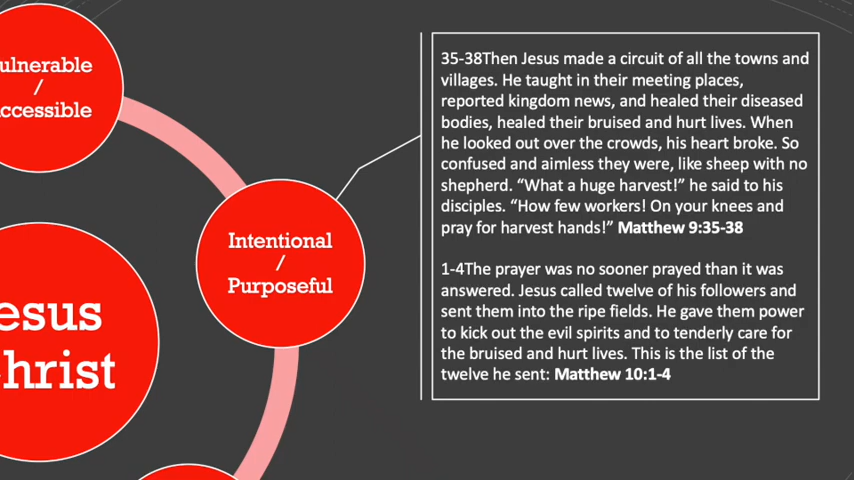 ulnerable
/
ccessible
Intentional
/
Purposeful
esus
hrist
35-38Then Jesus made a circuit of all the towns and
villages. He taught in their meeting places,
reported kingdom news, and healed their diseased
bodies, healed their bruised and hurt lives. When
he looked out over the crowds, his heart broke. So
confused and aimless they were, like sheep with no
shepherd. “What a huge harvest!” he said to his
disciples. “How few workers! On your knees and
pray for harvest hands!” Matthew 9:35-38
1-4The prayer was no sooner prayed than it was
answered. Jesus called twelve of his followers and
sent them into the ripe fields. He gave them power
to kick out the evil spirits and to tenderly care for
the bruised and hurt lives. This is the list of the
twelve he sent: Matthew 10:1-4